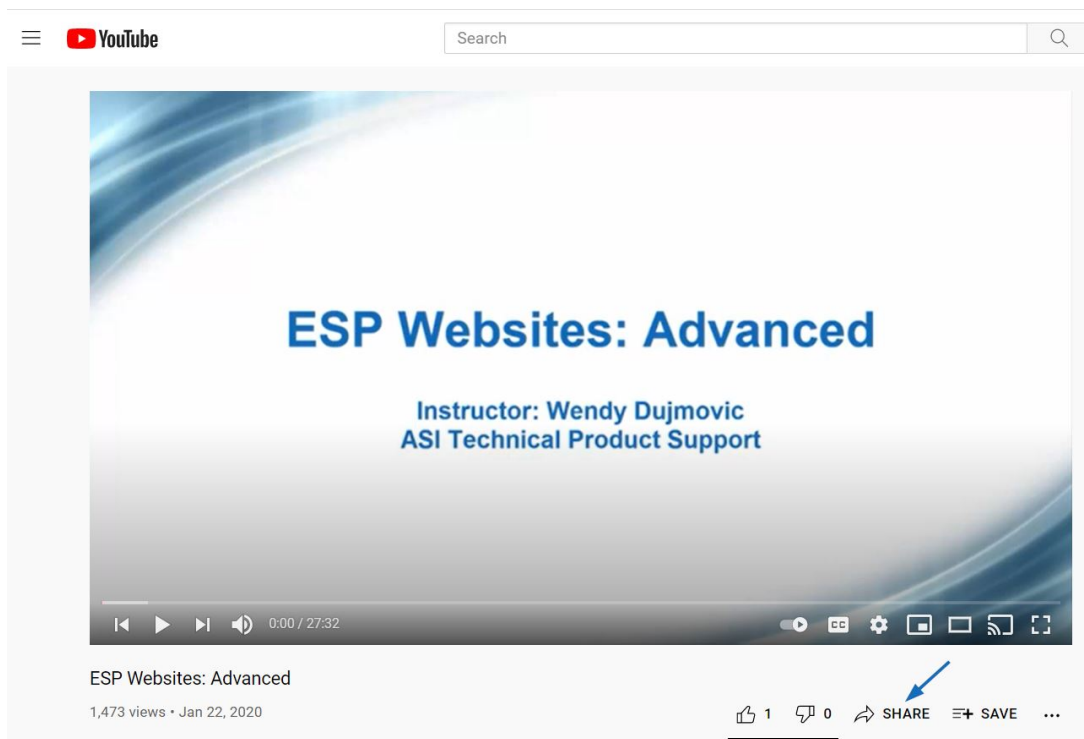 YouTube
Search
ESP Websites: Advanced
Instructor: Wendy Dujmovic
ASI Technical Product Support
0:00 / 27:32
CC
ESP Websites: Advanced
1,473 views • Jan 22, 2020
1 0 SHARE SAVE ...